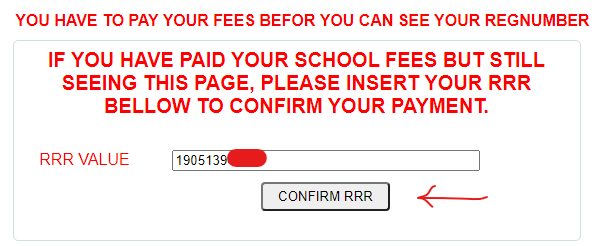 YOU HAVE TO PAY YOUR FEES BEFOR YOU CAN SEE YOUR REGNUMBER
IF YOU HAVE PAID YOUR SCHOOL FEES BUT STILL
SEEING THIS PAGE, PLEASE INSERT YOUR RRR
BELLOW TO CONFIRM YOUR PAYMENT.
RRR VALUE 1905139
CONFIRM RRR